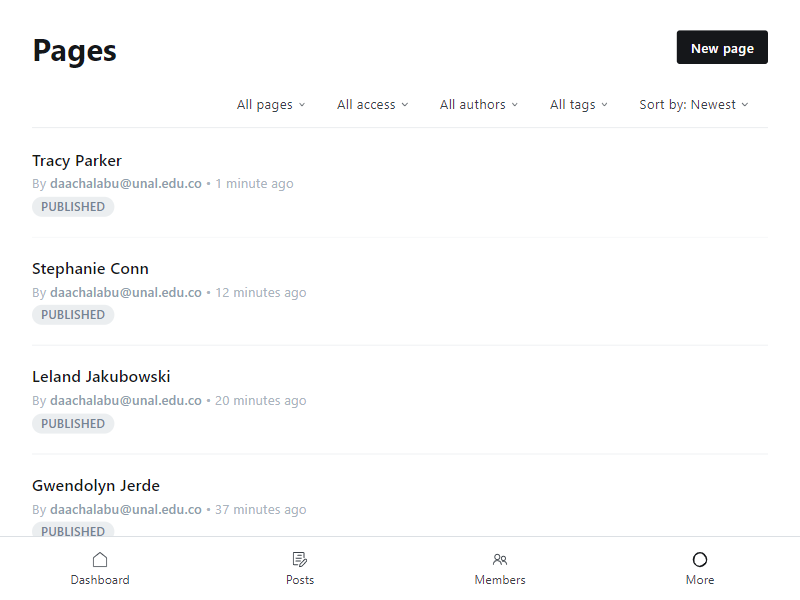 Pages
New page
All pages
All access
All authors
All tags
Sort by: Newest
Tracy Parker
By daachalabu@unal.edu.co • 1 minute ago
PUBLISHED
Stephanie Conn
By daachalabu@unal.edu.co • 12 minutes ago
PUBLISHED
Leland Jakubowski
By daachalabu@unal.edu.co • 20 minutes ago
PUBLISHED
Gwendolyn Jerde
By daachalabu@unal.edu.co • 37 minutes ago
PUBLISHED
Dashboard
Posts
Members
More